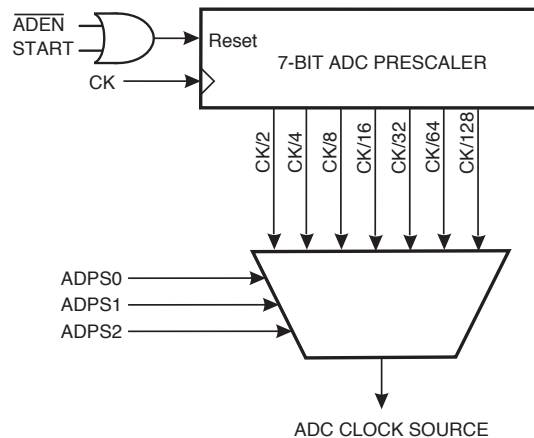 ADEN
START
Reset
7-BIT ADC PRESCALER
CK
CK/2
CK/4
CK/8
CK/16
CK/32
CK/64
CK/128
ADPS0
ADPS1
ADPS2
ADC CLOCK SOURCE